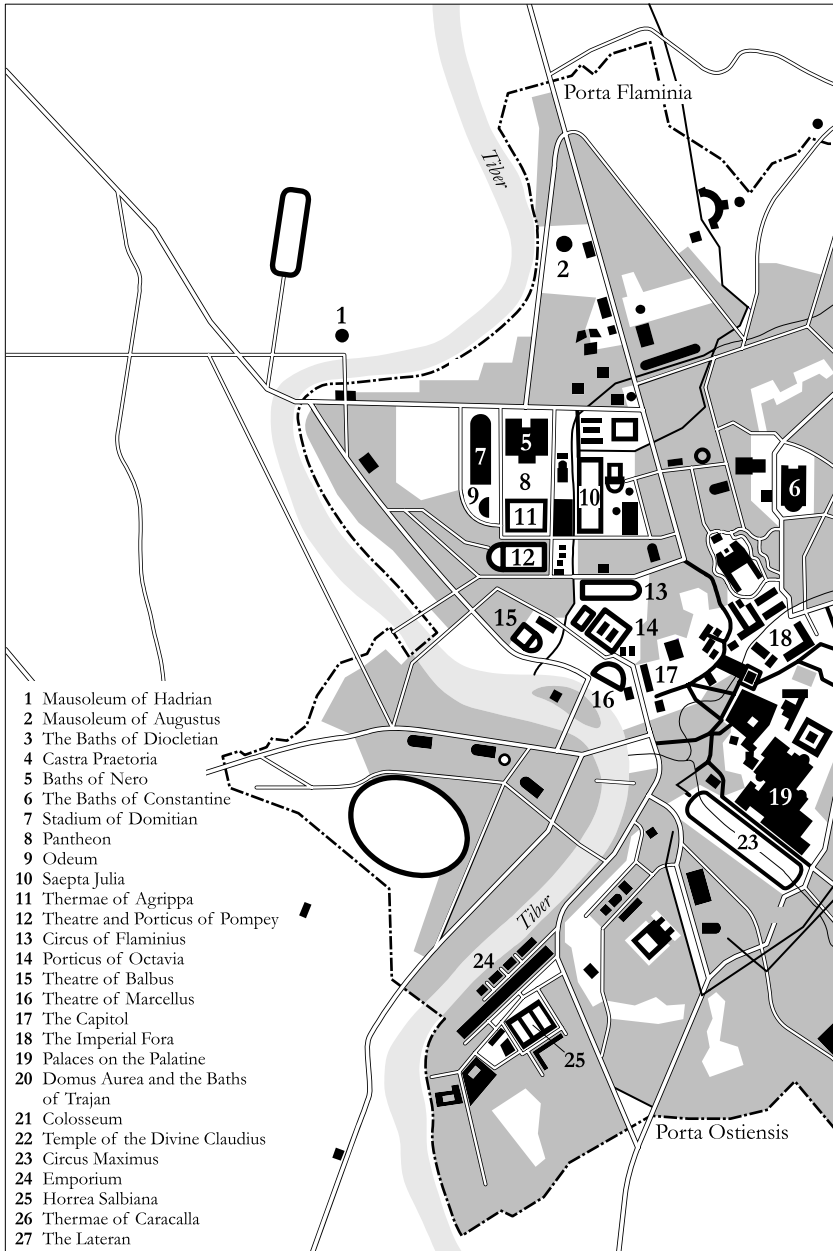 Porta Flaminia
Tiber
2
1
7
5
6
8
9
10
11
12
13
15
14
18
17
16
1 Mausoleum of Hadrian
2 Mausoleum of Augustus
3 The Baths of Diocletian
4 Castra Praetoria
5 Baths of Nero
6 The Baths of Constantine
7 Stadium of Domitian
8 Pantheon
9 Odeum
10 Saepta Julia
11 Thermae of Agrippa
12 Theatre and Porticus of Pompey
13 Circus of Flaminius
14 Porticus of Octavia
15 Theatre of Balbus
16 Theatre of Marcellus
17 The Capitol
18 The Imperial Fora
19 Palaces on the Palatine
20 Domus Aurea and the Baths
of Trajan
21 Colosseum
22 Temple of the Divine Claudius
23 Circus Maximus
24 Emporium
25 Horrea Salbiana
26 Thermae of Caracalla
27 The Lateran
19
23
Tiber
24
25
Porta Ostiensis